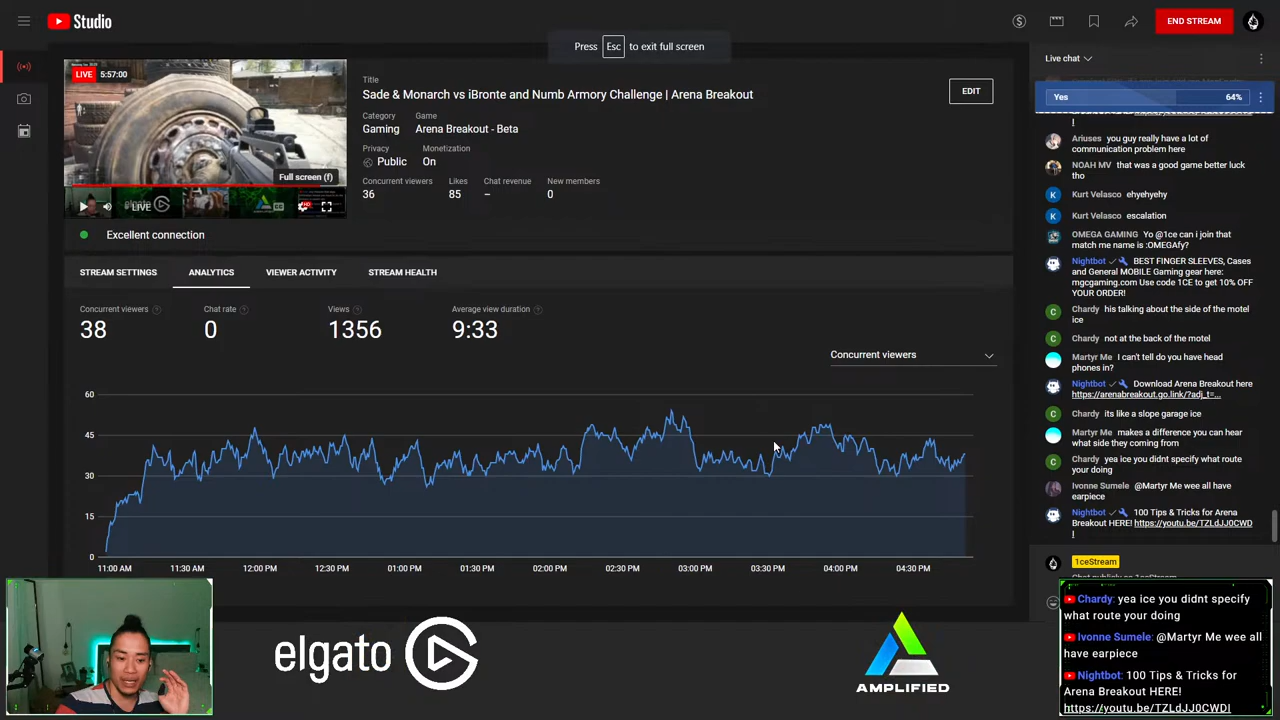 Studio
Press Esc to exit full screen
END STREAM
LIVE 5:57:00
Full screen (f)
LIVE
Title
Sade & Monarch vs iBronte and Numb Armory Challenge | Arena Breakout
EDIT
Category Game
Gaming Arena Breakout - Beta
Privacy Monetization
Public On
Concurrent viewers Likes Chat revenue New members
36 85 – 0
Excellent connection
STREAM SETTINGS ANALYTICS VIEWER ACTIVITY STREAM HEALTH
Concurrent viewers Chat rate Views Average view duration
38 0 1356 9:33
Concurrent viewers
60
45
30
15
0
11:00 AM 11:30 AM 12:00 PM 12:30 PM 01:00 PM 01:30 PM 02:00 PM 02:30 PM 03:00 PM 03:30 PM 04:00 PM 04:30 PM
elgato
AMPLIFIED
Live chat
Yes 64%
Ariuses you guy really have a lot of
communication problem here
NOAH MV that was a good game better luck
tho
Kurt Velasco ehyehyehy
Kurt Velasco escalation
OMEGA GAMING Yo @1ce can i join that
match me name is :OMEGAfy?
Nightbot BEST FINGER SLEEVES, Cases
and General MOBILE Gaming gear here:
mgcgaming.com Use code 1CE to get 10% OFF
YOUR ORDER!
Chardy his talking about the side of the motel
ice
Chardy not at the back of the motel
Martyr Me I can't tell do you have head
phones in?
Nightbot Download Arena Breakout here
https://arenabreakout.go.link/?adj_t=...
Chardy its like a slope garage ice
Martyr Me makes a difference you can hear
what side they coming from
Chardy yea ice you didnt specify what route
your doing
Ivonne Sumele @Martyr Me wee all have
earpiece
Nightbot 100 Tips & Tricks for Arena
Breakout HERE! https://youtu.be/TZLdJJ0CWD
!
1ceStream
Chat publicly as 1ceStream
Chardy: yea ice you didnt specify
what route your doing
Ivonne Sumele: @Martyr Me wee all
have earpiece
Nightbot: 100 Tips & Tricks for
Arena Breakout HERE!
https://youtu.be/TZLdJJ0CWD!